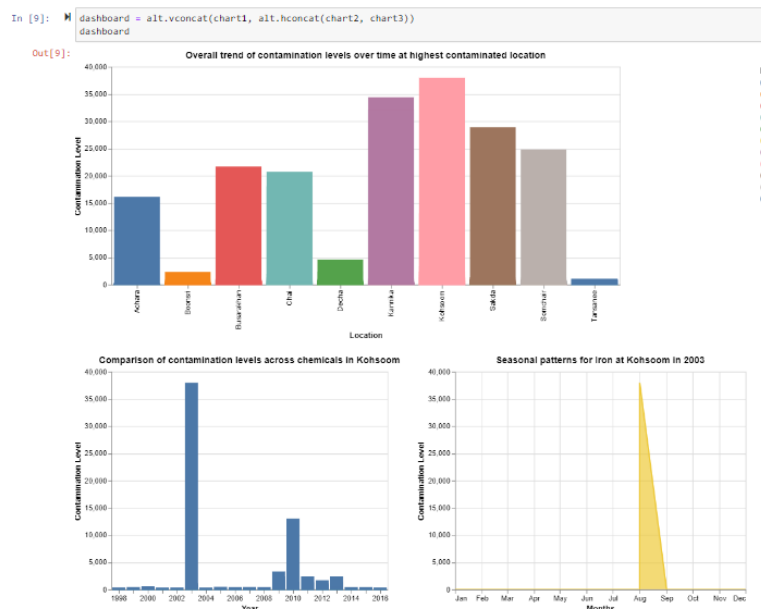 In [9]:
dashboard = alt.vconcat(chart1, alt.hconcat(chart2, chart3))
dashboard
Out[9]:
Overall trend of contamination levels over time at highest contaminated location
40,000
35,000
30,000
25,000
20,000
15,000
10,000
5,000
0
Contamination Level
Achara
Boonsri
Busarakhan
Chai
Decha
Kannika
Kohsoom
Sakda
Somchair
Tansanee
Location
Comparison of contamination levels across chemicals in Kohsoom
40,000
35,000
30,000
25,000
20,000
15,000
10,000
5,000
0
Contamination Level
1998 2000 2002 2004 2006 2008 2010 2012 2014 2016
Year
Seasonal patterns for Iron at Kohsoom in 2003
40,000
35,000
30,000
25,000
20,000
15,000
10,000
5,000
0
Contamination Level
Jan Feb Mar Apr May Jun Jul Aug Sep Oct Nov Dec
Months